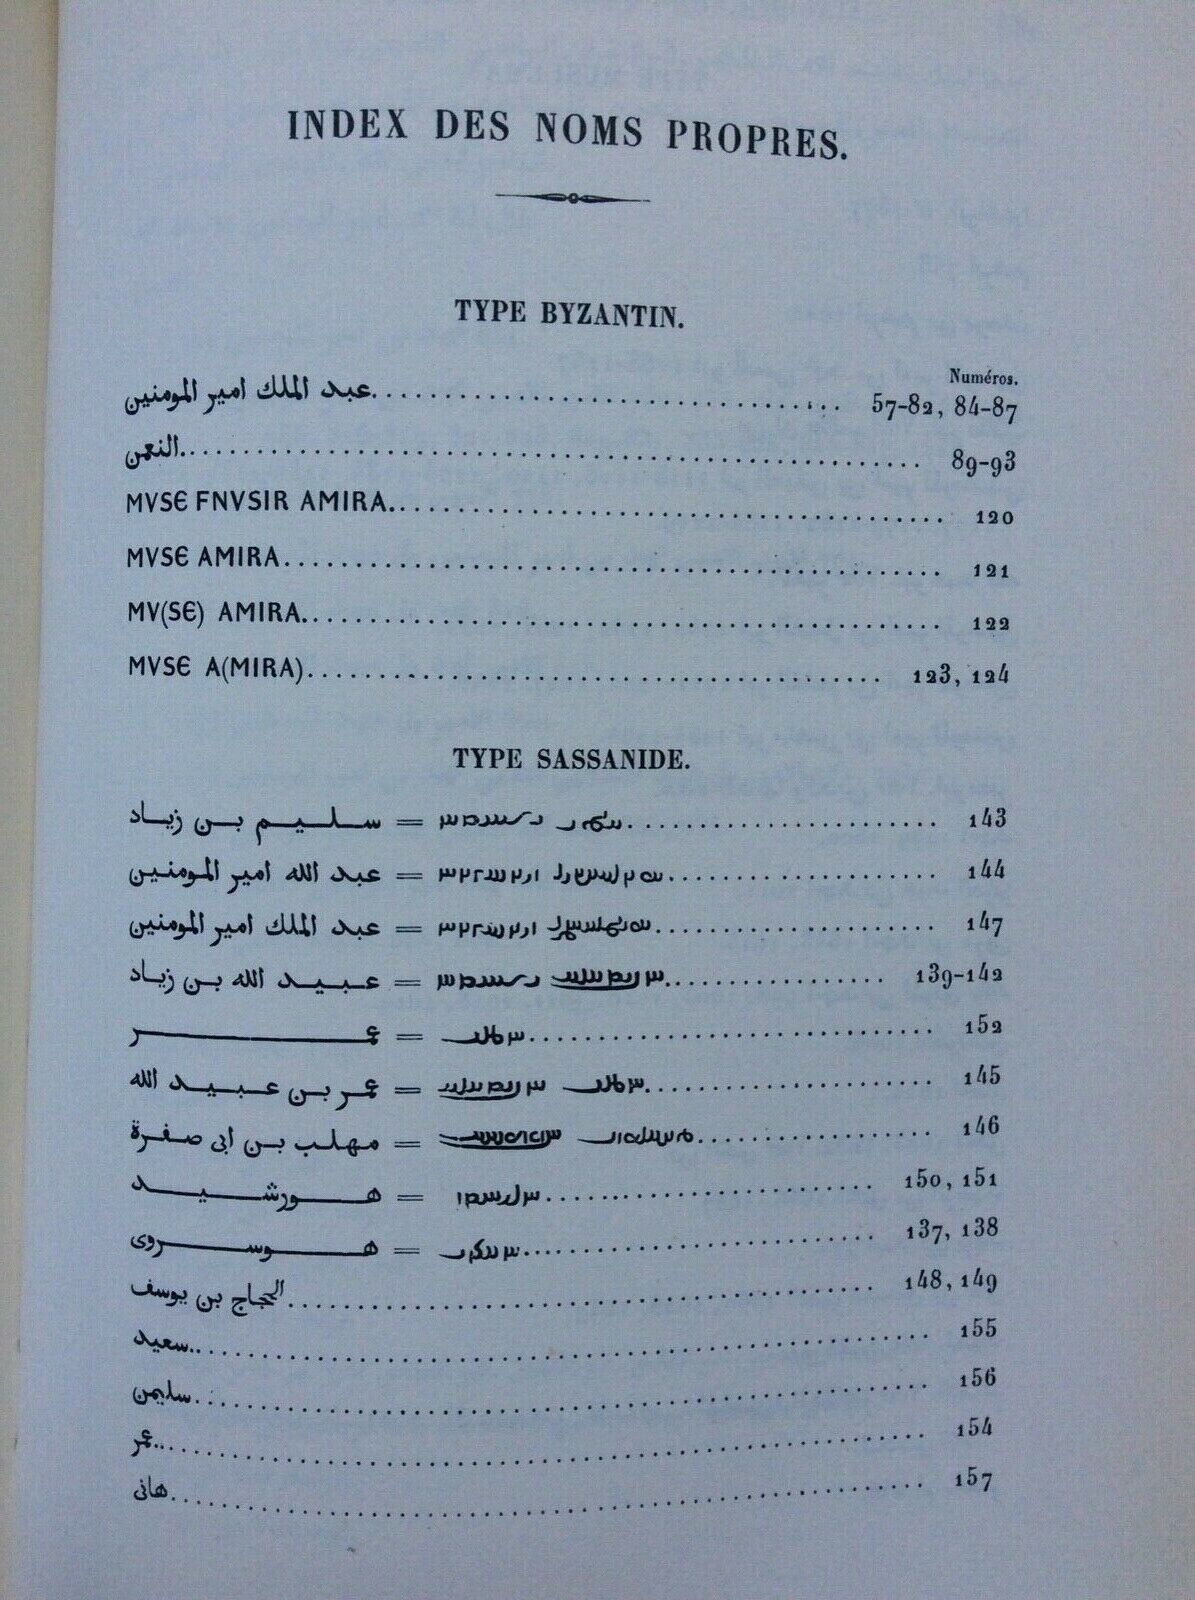 INDEX DES NOMS PROPRES.
TYPE BYZANTIN.
Numéros.
عبد الملك امير المومنين ........ 57-82, 84-87
النعمن ........ 89-93
MVSЄ FNVSIR AMIRA ........ 120
MVSЄ AMIRA ........ 121
MV(SЄ) AMIRA ........ 122
MVSЄ A(MIRA) ........ 123, 124
TYPE SASSANIDE.
سليم بن زياد = ........ 143
عبد الله امير المومنين = ........ 144
عبد الملك امير المومنين = ........ 147
عبيد الله بن زياد = ........ 139-142
عمر = ........ 152
عمر بن عبيد الله = ........ 145
مهلب بن ابى صفرة = ........ 146
هورشيد = ........ 150, 151
هوسروى = ........ 137, 138
الحجاج بن يوسف ........ 148, 149
سعيد ........ 155
سليمن ........ 156
عمر ........ 154
هانى ........ 157